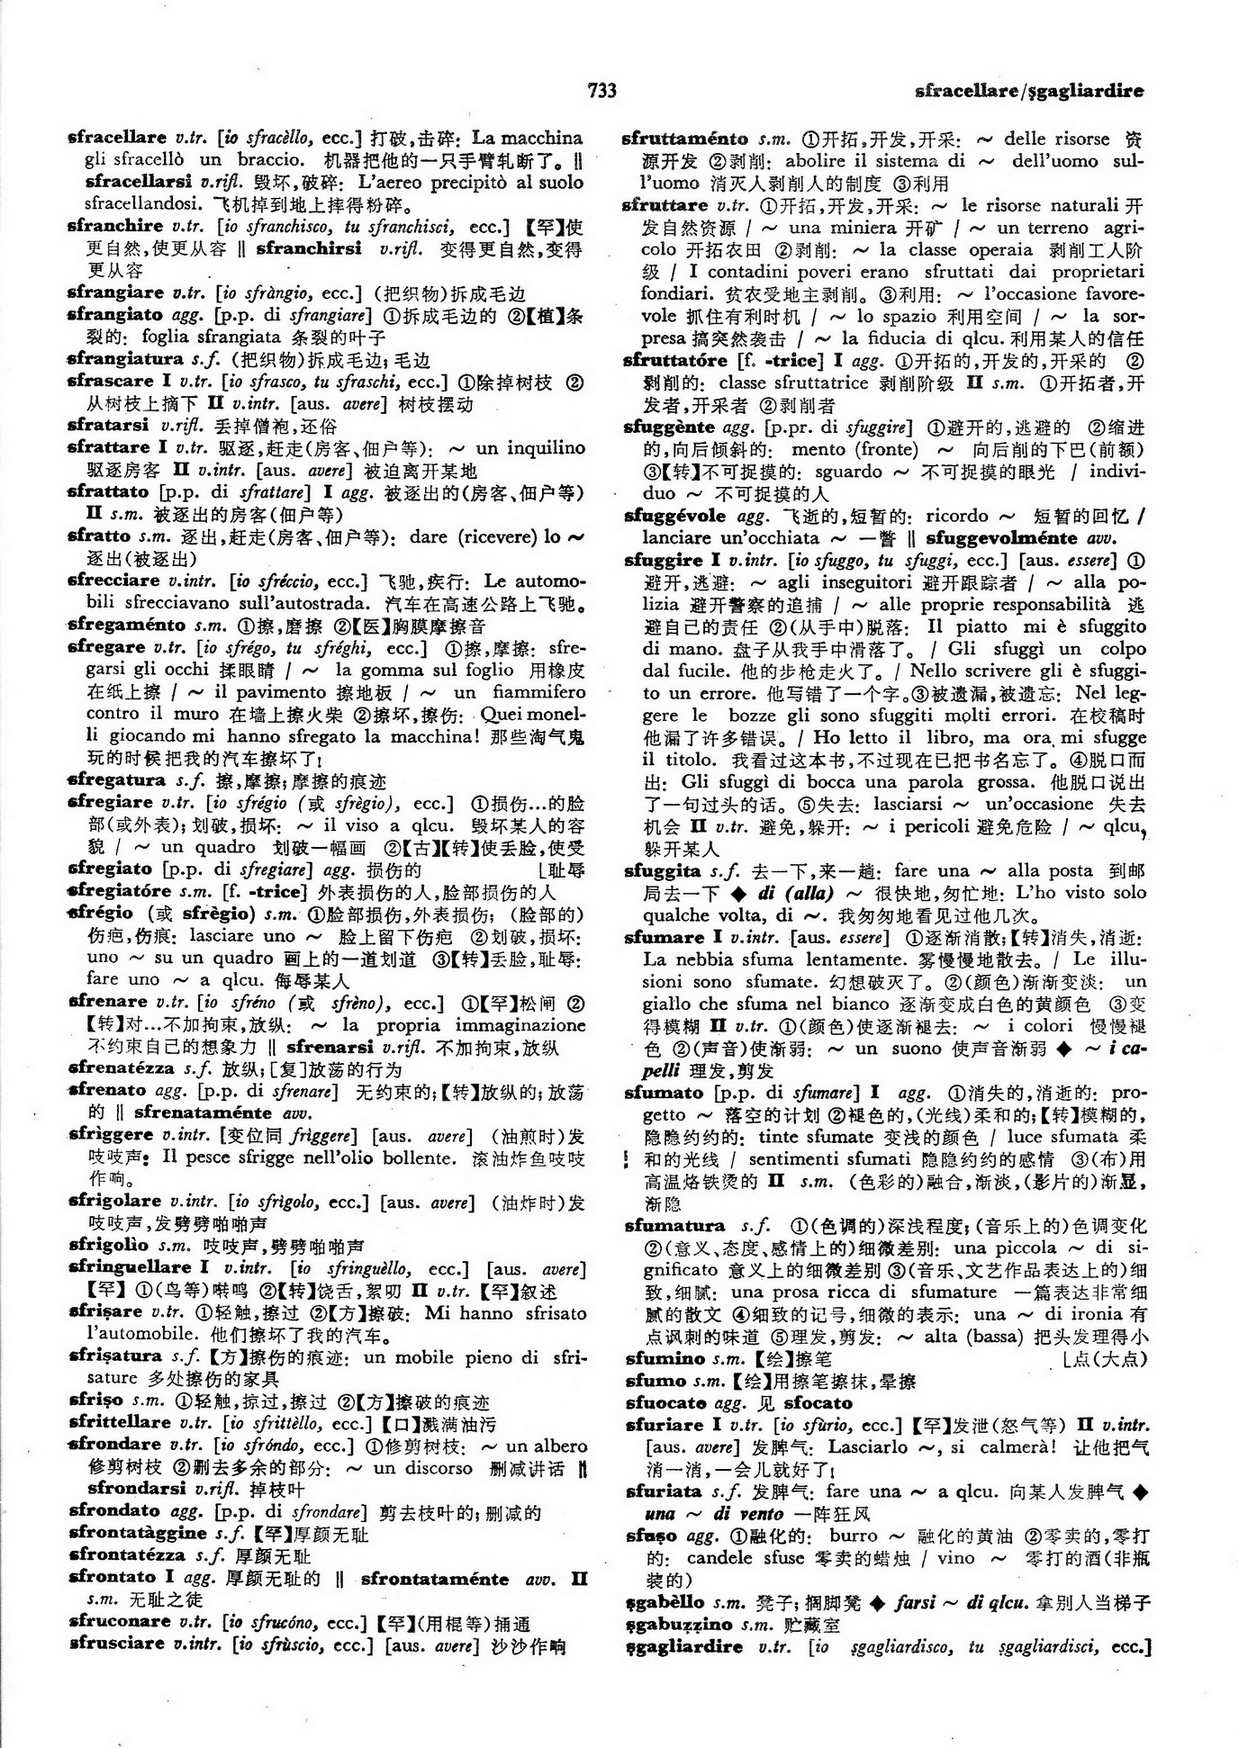 733
sfracellare/ṣgagliardire
sfracellare v.tr. [io sfracèllo, ecc.] 打破,击碎: La macchina
gli sfracellò un braccio. 机器把他的一只手臂轧断了。‖
sfracellarsi v.rifl. 毁坏,破碎: L'aereo precipitò al suolo
sfracellandosi. 飞机掉到地上摔得粉碎。
sfranchire v.tr. [io sfranchisco, tu sfranchisci, ecc.] 【罕】使
更自然,使更从容 ‖ sfranchirsi v.rifl. 变得更自然,变得
更从容
sfrangiare v.tr. [io sfràngio, ecc.] (把织物)拆成毛边
sfrangiato agg. [p.p. di sfrangiare] ①拆成毛边的 ②【植】条
裂的: foglia sfrangiata 条裂的叶子
sfrangiatura s.f. (把织物)拆成毛边; 毛边
sfrascare I v.tr. [io sfrasco, tu sfraschi, ecc.] ①除掉树枝 ②
从树枝上摘下 II v.intr. [aus. avere] 树枝摆动
sfratarsi v.rifl. 丢掉僧袍,还俗
sfrattare I v.tr. 驱逐,赶走(房客、佃户等): ～ un inquilino
驱逐房客 II v.intr. [aus. avere] 被迫离开某地
sfrattato [p.p. di sfrattare] I agg. 被逐出的(房客、佃户等)
II s.m. 被逐出的房客(佃户等)
sfratto s.m. 逐出,赶走(房客、佃户等): dare (ricevere) lo ～
逐出(被逐出)
sfrecciare v.intr. [io sfréccio, ecc.] 飞驰,疾行: Le automo-
bili sfrecciavano sull'autostrada. 汽车在高速公路上飞驰。
sfregaménto s.m. ①擦,磨擦 ②【医】胸膜摩擦音
sfregare v.tr. [io sfrégo, tu sfréghi, ecc.] ①擦,摩擦: sfre-
garsi gli occhi 揉眼睛 / ～ la gomma sul foglio 用橡皮
在纸上擦 / ～ il pavimento 擦地板 / ～ un fiammifero
contro il muro 在墙上擦火柴 ②擦坏,擦伤: Quei monel-
li giocando mi hanno sfregato la macchina! 那些淘气鬼
玩的时候把我的汽车擦坏了!
sfregatura s.f. 擦,摩擦; 摩擦的痕迹
sfregiare v.tr. [io sfrégio (或 sfrègio), ecc.] ①损伤…的脸
部(或外表); 划破,损坏: ～ il viso a qlcu. 毁坏某人的容
貌 / ～ un quadro 划破一幅画 ②【古】【转】使丢脸,使受
sfregiato [p.p. di sfregiare] agg. 损伤的 ⌊耻辱
sfregiatóre s.m. [f. -trice] 外表损伤的人,脸部损伤的人
sfrégio (或 sfrègio) s.m. ①脸部损伤,外表损伤; (脸部的)
伤疤,伤痕: lasciare uno ～ 脸上留下伤疤 ②划破,损坏:
uno ～ su un quadro 画上的一道划道 ③【转】丢脸,耻辱:
fare uno ～ a qlcu. 侮辱某人
sfrenare v.tr. [io sfréno (或 sfrèno), ecc.] ①【罕】松闸 ②
【转】对…不加拘束,放纵: ～ la propria immaginazione
不约束自己的想象力 ‖ sfrenarsi v.rifl. 不加拘束,放纵
sfrenatézza s.f. 放纵; [复]放荡的行为
sfrenato agg. [p.p. di sfrenare] 无约束的;【转】放纵的; 放荡
的 ‖ sfrenataménte avv.
sfrìggere v.intr. [变位同 frìggere] [aus. avere] (油煎时)发
吱吱声: Il pesce sfrigge nell'olio bollente. 滚油炸鱼吱吱
作响。
sfrigolare v.intr. [io sfrìgolo, ecc.] [aus. avere] (油炸时)发
吱吱声,发劈劈啪啪声
sfrigolìo s.m. 吱吱声,劈劈啪啪声
sfringuellare I v.intr. [io sfringuèllo, ecc.] [aus. avere]
【罕】 ①(鸟等)啭鸣 ②【转】饶舌,絮叨 II v.tr. 【罕】叙述
sfriṣare v.tr. ①轻触,擦过 ②【方】擦破: Mi hanno sfrisato
l'automobile. 他们擦坏了我的汽车。
sfriṣatura s.f. 【方】擦伤的痕迹: un mobile pieno di sfri-
sature 多处擦伤的家具
sfriṣo s.m. ①轻触,掠过,擦过 ②【方】擦破的痕迹
sfrittellare v.tr. [io sfrittèllo, ecc.] 【口】溅满油污
sfrondare v.tr. [io sfróndo, ecc.] ①修剪树枝: ～ un albero
修剪树枝 ②删去多余的部分: ～ un discorso 删减讲话 ‖
sfrondarsi v.rifl. 掉枝叶
sfrondato agg. [p.p. di sfrondare] 剪去枝叶的; 删减的
sfrontatàggine s.f. 【罕】厚颜无耻
sfrontatézza s.f. 厚颜无耻
sfrontato I agg. 厚颜无耻的 ‖ sfrontataménte avv. II
s.m. 无耻之徒
sfruconare v.tr. [io sfrucóno, ecc.] 【罕】(用棍等)捅通
sfrusciare v.intr. [io sfrùscio, ecc.] [aus. avere] 沙沙作响
sfruttaménto s.m. ①开拓,开发,开采: ～ delle risorse 资
源开发 ②剥削: abolire il sistema di ～ dell'uomo sul-
l'uomo 消灭人剥削人的制度 ③利用
sfruttare v.tr. ①开拓,开发,开采: ～ le risorse naturali 开
发自然资源 / ～ una miniera 开矿 / ～ un terreno agri-
colo 开拓农田 ②剥削: ～ la classe operaia 剥削工人阶
级 / I contadini poveri erano sfruttati dai proprietari
fondiari. 贫农受地主剥削。③利用: ～ l'occasione favore-
vole 抓住有利时机 / ～ lo spazio 利用空间 / ～ la sor-
presa 搞突然袭击 / ～ la fiducia di qlcu. 利用某人的信任
sfruttatóre [f. -trice] I agg. ①开拓的,开发的,开采的 ②
剥削的: classe sfruttatrice 剥削阶级 II s.m. ①开拓者,开
发者,开采者 ②剥削者
sfuggènte agg. [p.pr. di sfuggire] ①避开的,逃避的 ②缩进
的,向后倾斜的: mento (fronte) ～ 向后削的下巴(前额)
③【转】不可捉摸的: sguardo ～ 不可捉摸的眼光 / indivi-
duo ～ 不可捉摸的人
sfuggévole agg. 飞逝的,短暂的: ricordo ～ 短暂的回忆 /
lanciare un'occhiata ～ 一瞥 ‖ sfuggevolménte avv.
sfuggire I v.intr. [io sfuggo, tu sfuggi, ecc.] [aus. essere] ①
避开,逃避: ～ agli inseguitori 避开跟踪者 / ～ alla po-
lizia 避开警察的追捕 / ～ alle proprie responsabilità 逃
避自己的责任 ②(从手中)脱落: Il piatto mi è sfuggito
di mano. 盘子从我手中滑落了。/ Gli sfuggì un colpo
dal fucile. 他的步枪走火了。/ Nello scrivere gli è sfuggi-
to un errore. 他写错了一个字。③被遗漏,被遗忘: Nel leg-
gere le bozze gli sono sfuggiti molti errori. 在校稿时
他漏了许多错误。/ Ho letto il libro, ma ora mi sfugge
il titolo. 我看过这本书,不过现在已把书名忘了。④脱口而
出: Gli sfuggì di bocca una parola grossa. 他脱口说出
了一句过头的话。⑤失去: lasciarsi ～ un'occasione 失去
机会 II v.tr. 避免,躲开: ～ i pericoli 避免危险 / ～ qlcu,
躲开某人
sfuggita s.f. 去一下,来一趟: fare una ～ alla posta 到邮
局去一下 ◆ di (alla) ～ 很快地,匆忙地: L'ho visto solo
qualche volta, di ～. 我匆匆地看见过他几次。
sfumare I v.intr. [aus. essere] ①逐渐消散;【转】消失,消逝:
La nebbia sfuma lentamente. 雾慢慢地散去。/ Le illu-
sioni sono sfumate. 幻想破灭了。②(颜色)渐渐变淡: un
giallo che sfuma nel bianco 逐渐变成白色的黄颜色 ③变
得模糊 II v.tr. ①(颜色)使逐渐褪去: ～ i colori 慢慢褪
色 ②(声音)使渐弱: ～ un suono 使声音渐弱 ◆ ～ i ca-
pelli 理发,剪发
sfumato [p.p. di sfumare] I agg. ①消失的,消逝的: pro-
getto ～ 落空的计划 ②褪色的,(光线)柔和的;【转】模糊的,
隐隐约约的: tinte sfumate 变浅的颜色 / luce sfumata 柔
和的光线 / sentimenti sfumati 隐隐约约的感情 ③(布)用
高温烙铁烫的 II s.m. (色彩的)融合,渐淡,(影片的)渐显,
渐隐
sfumatura s.f. ①(色调的)深浅程度; (音乐上的)色调变化
②(意义、态度、感情上的)细微差别: una piccola ～ di si-
gnificato 意义上的细微差别 ③(音乐、文艺作品表达上的)细
致,细腻: una prosa ricca di sfumature 一篇表达非常细
腻的散文 ④细致的记号,细微的表示: una ～ di ironia 有
点讽刺的味道 ⑤理发,剪发: ～ alta (bassa) 把头发理得小
sfumino s.m. 【绘】擦笔 ⌊点(大点)
sfumo s.m. 【绘】用擦笔擦抹,晕擦
sfuocato agg. 见 sfocato
sfuriare I v.tr. [io sfùrio, ecc.] 【罕】发泄(怒气等) II v.intr.
[aus. avere] 发脾气: Lasciarlo ～, si calmerà! 让他把气
消一消,一会儿就好了!
sfuriata s.f. 发脾气: fare una ～ a qlcu. 向某人发脾气 ◆
una ～ di vento 一阵狂风
sfuṣo agg. ①融化的: burro ～ 融化的黄油 ②零卖的,零打
的: candele sfuse 零卖的蜡烛 / vino ～ 零打的酒(非瓶
装的)
ṣgabèllo s.m. 凳子; 搁脚凳 ◆ farsi ～ di qlcu. 拿别人当梯子
ṣgabuẓẓino s.m. 贮藏室
ṣgagliardire v.tr. [io ṣgagliardisco, tu ṣgagliardisci, ecc.]